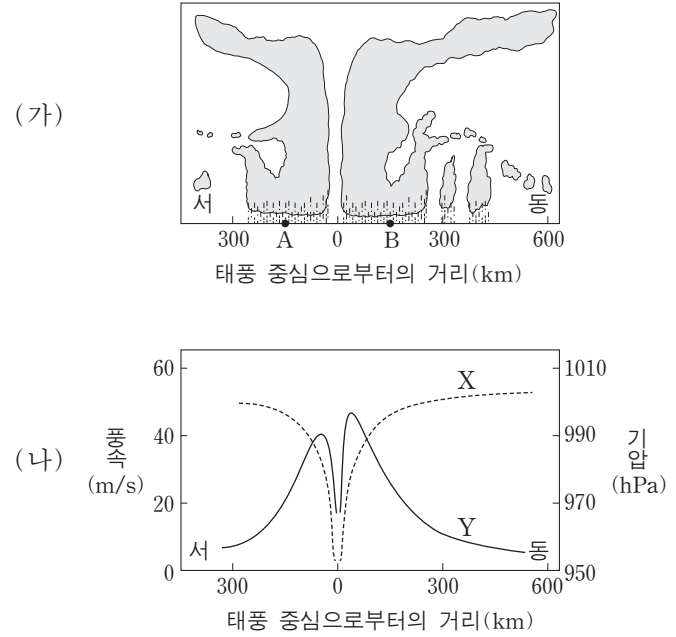 (가)
서 동
300 A 0 B 300 600
태풍 중심으로부터의 거리(km)
(나)
풍속
(m/s)
60
40
20
0
1010
990
970
950
기압
(hPa)
X
Y
서 동
300 0 300 600
태풍 중심으로부터의 거리(km)